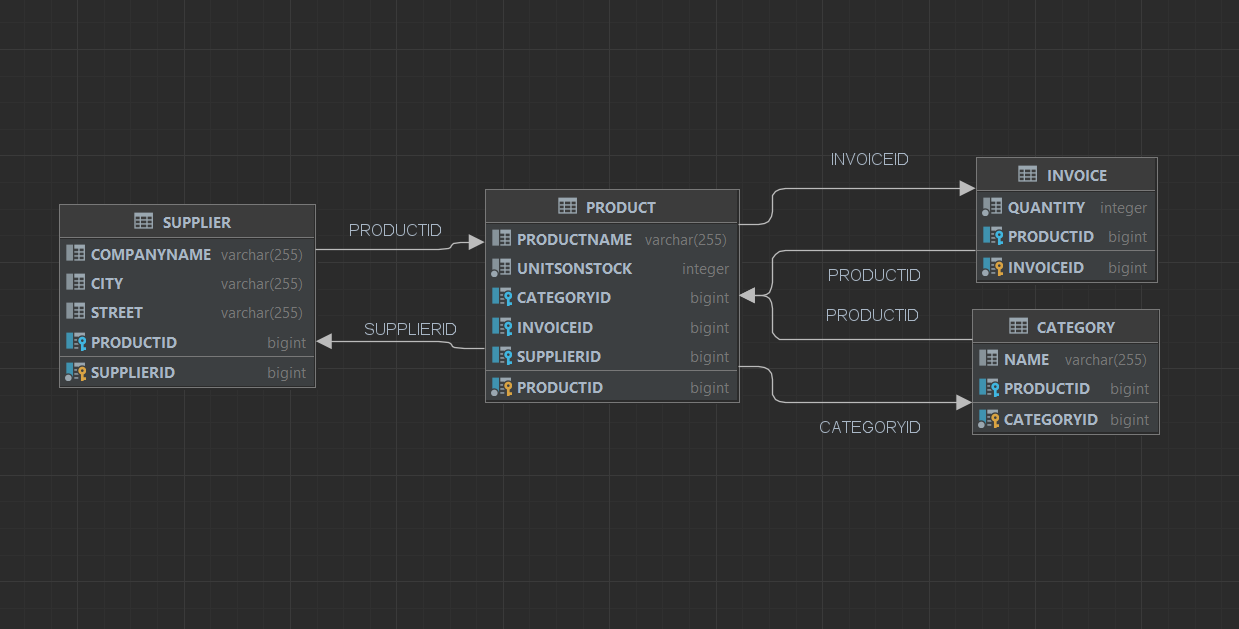 SUPPLIER
COMPANYNAME varchar(255)
CITY varchar(255)
STREET varchar(255)
PRODUCTID bigint
SUPPLIERID bigint
PRODUCTID
SUPPLIERID
PRODUCT
PRODUCTNAME varchar(255)
UNITSONSTOCK integer
CATEGORYID bigint
INVOICEID bigint
SUPPLIERID bigint
PRODUCTID bigint
INVOICEID
PRODUCTID
PRODUCTID
CATEGORYID
INVOICE
QUANTITY integer
PRODUCTID bigint
INVOICEID bigint
CATEGORY
NAME varchar(255)
PRODUCTID bigint
CATEGORYID bigint